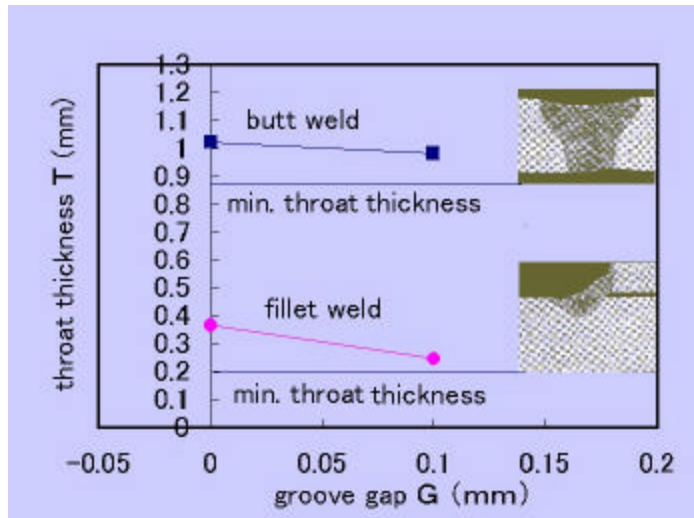 throat thickness T (mm)
1.3
1.2
1.1
1
0.9
0.8
0.7
0.6
0.5
0.4
0.3
0.2
0.1
0
butt weld
min. throat thickness
fillet weld
min. throat thickness
-0.05 0 0.05 0.1 0.15 0.2
groove gap G (mm)